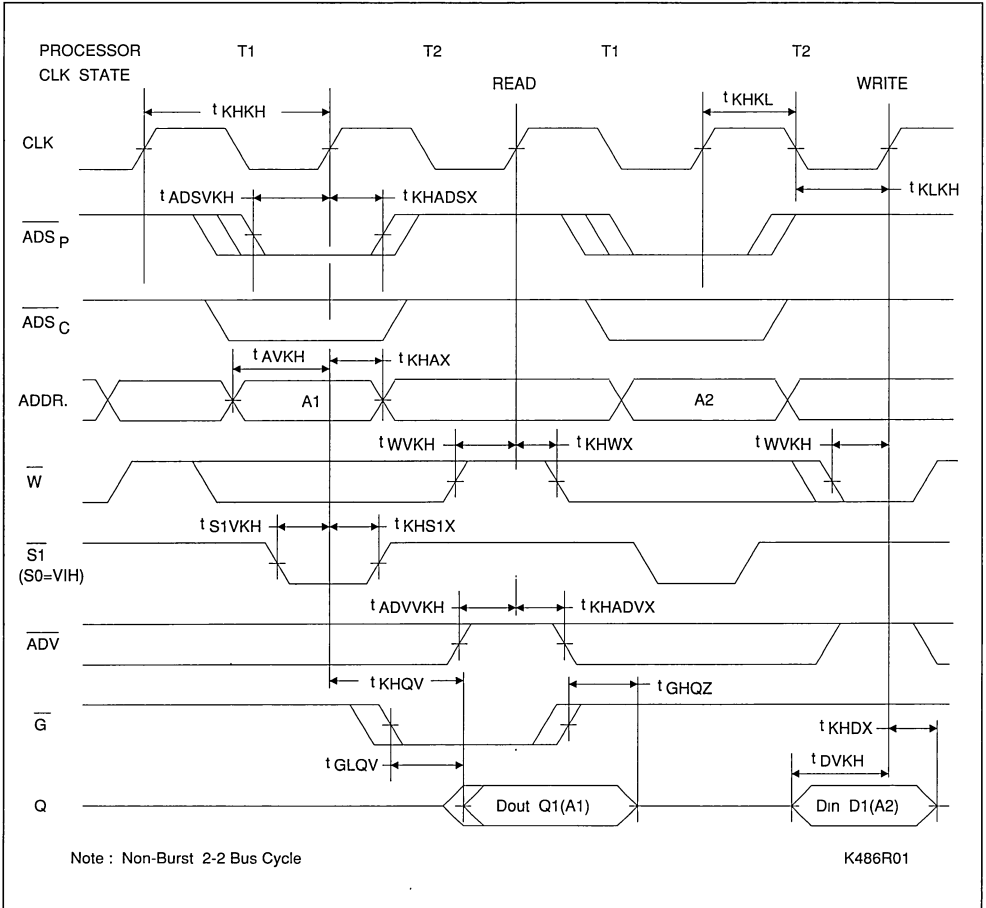 PROCESSOR T1 T2 T1 T2
CLK STATE
READ WRITE
t KHKH t KHKL
CLK
t ADSVKH t KHADSX t KLKH
ADS P
ADS C
t AVKH t KHAX
ADDR. A1 A2
t WVKH t KHWX t WVKH
W
t S1VKH t KHS1X
S1
(S0=VIH)
t ADVVKH t KHADVX
ADV
t KHQV t GHQZ
G
t KHDX
t GLQV t DVKH
Q Dout Q1(A1) Din D1(A2)
Note : Non-Burst 2-2 Bus Cycle K486R01